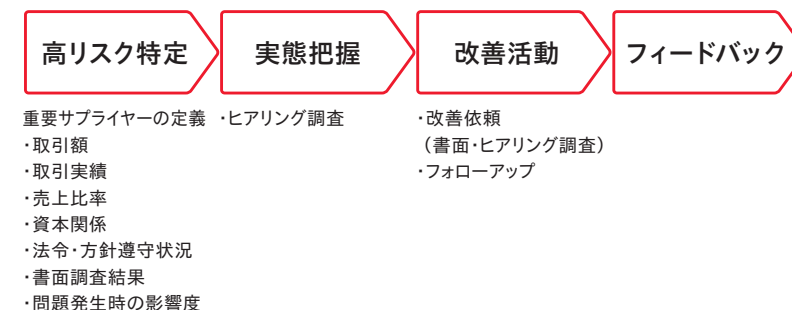 高リスク特定
実態把握
改善活動
フィードバック
重要サプライヤーの定義
・取引額
・取引実績
・売上比率
・資本関係
・法令・方針遵守状況
・書面調査結果
・問題発生時の影響度
・ヒアリング調査
・改善依頼
（書面・ヒアリング調査）
・フォローアップ